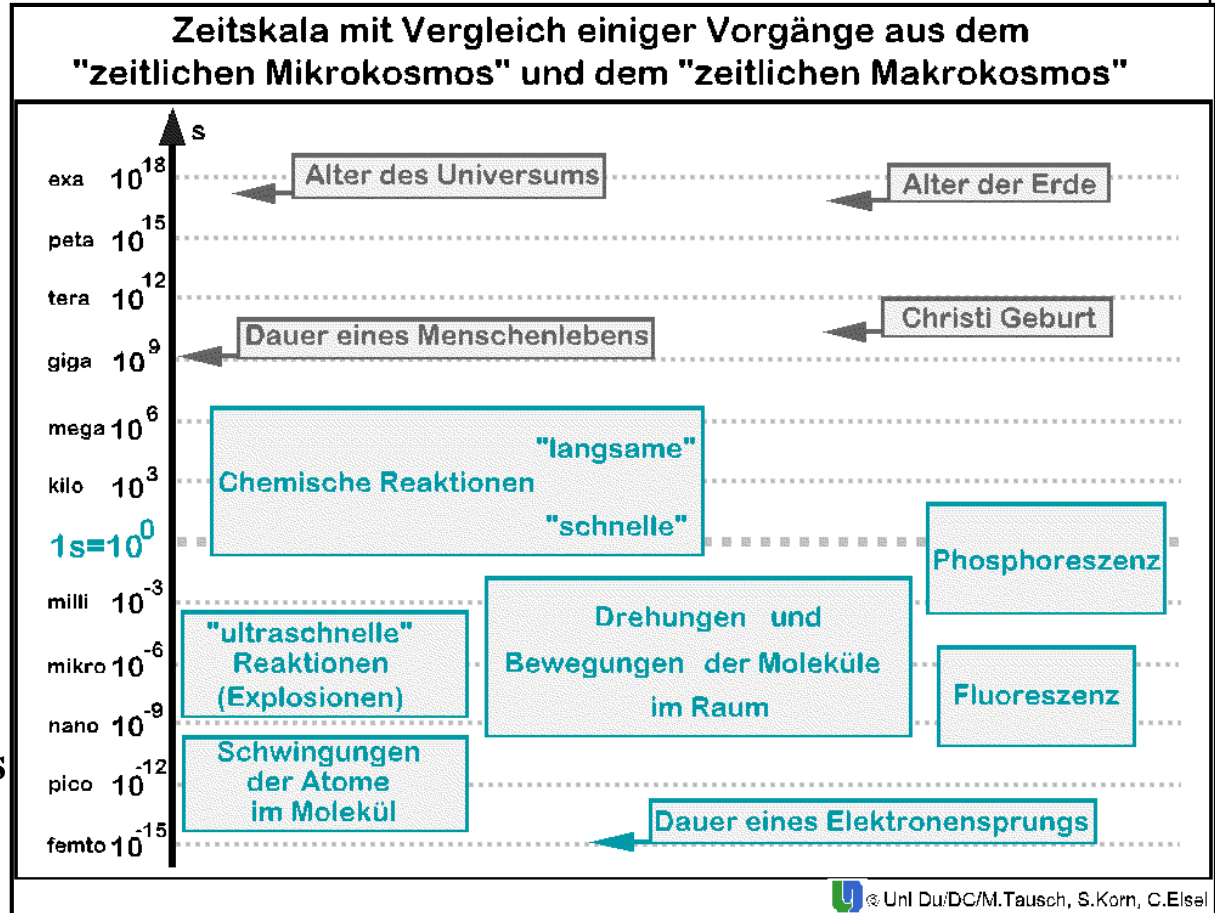 Zeitskala mit Vergleich einiger Vorgänge aus dem
"zeitlichen Mikrokosmos" und dem "zeitlichen Makrokosmos"
s
exa 10^18
Alter des Universums
Alter der Erde
peta 10^15
tera 10^12
Christi Geburt
Dauer eines Menschenlebens
giga 10^9
mega 10^6
"langsame"
kilo 10^3
Chemische Reaktionen
"schnelle"
1s=10^0
Phosphoreszenz
milli 10^-3
Drehungen und
Bewegungen der Moleküle
im Raum
"ultraschnelle"
Reaktionen
(Explosionen)
mikro 10^-6
Fluoreszenz
nano 10^-9
Schwingungen
der Atome
im Molekül
s
pico 10^-12
Dauer eines Elektronensprungs
femto 10^-15
© Uni Du/DC/M.Tausch, S.Korn, C.Eisel